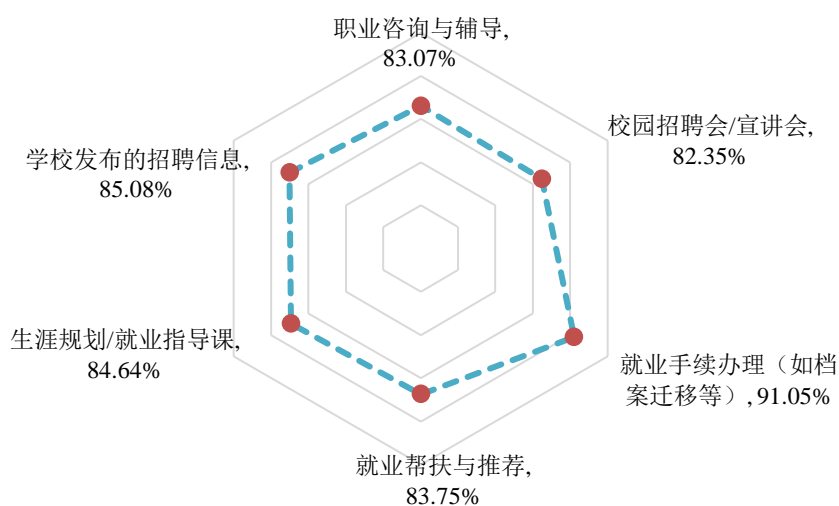 职业咨询与辅导,
83.07%
校园招聘会/宣讲会,
82.35%
就业手续办理（如档
案迁移等）, 91.05%
就业帮扶与推荐,
83.75%
生涯规划/就业指导课,
84.64%
学校发布的招聘信息,
85.08%